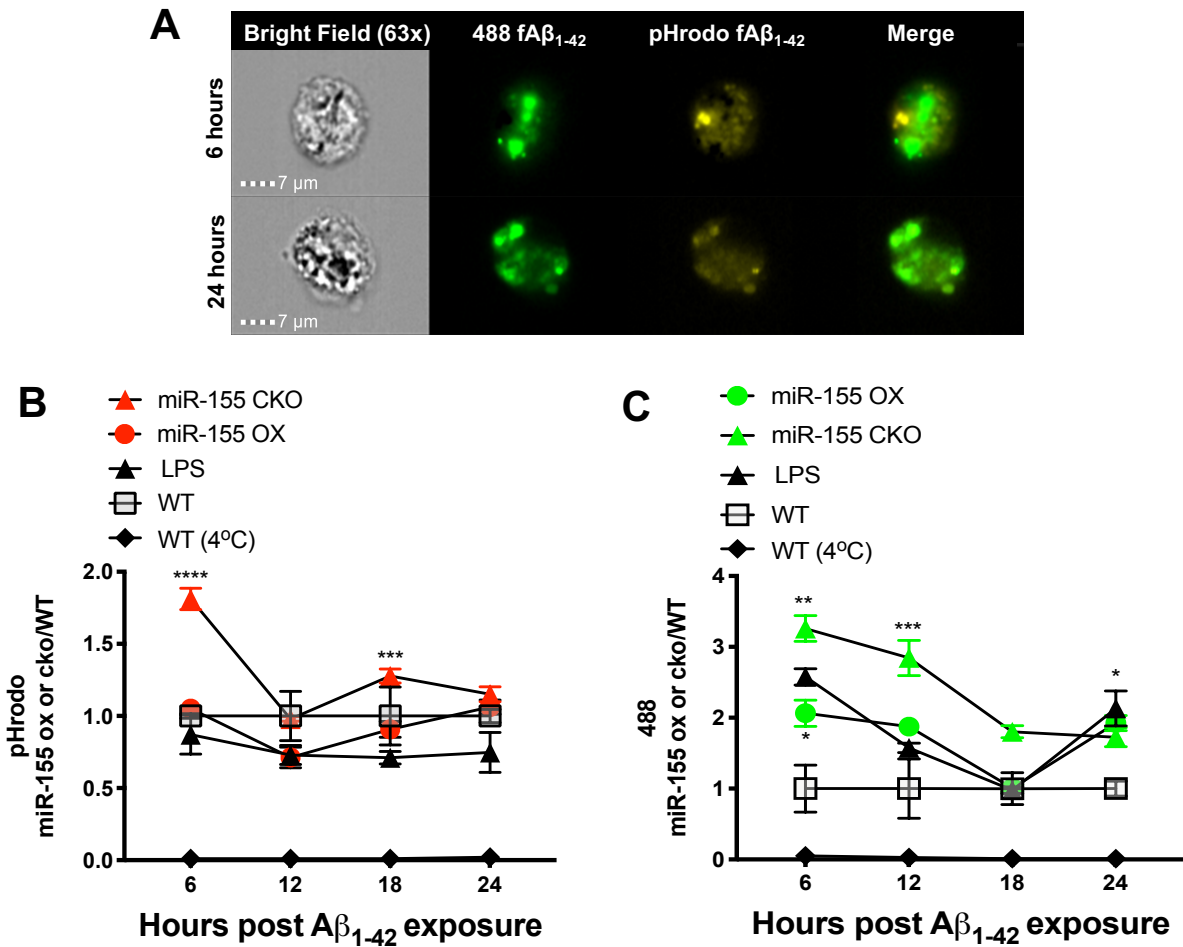 A
Bright Field (63x) 488 fAβ1-42 pHrodo fAβ1-42 Merge
6 hours
7 μm
24 hours
7 μm
B
miR-155 CKO
miR-155 OX
LPS
WT
WT (4ºC)
pHrodo
miR-155 ox or cko/WT
2.0
1.5
1.0
0.5
0.0
****
***
6 12 18 24
Hours post Aβ1-42 exposure
C
miR-155 OX
miR-155 CKO
LPS
WT
WT (4ºC)
488
miR-155 ox or cko/WT
4
3
2
1
0
**
***
*
*
6 12 18 24
Hours post Aβ1-42 exposure